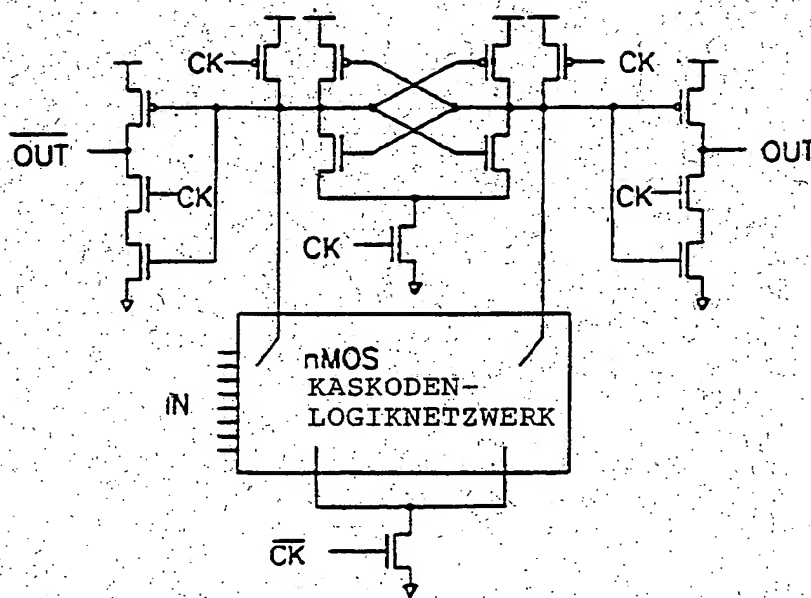 CK
CK
OUT
OUT
CK
CK
CK
nMOS
KASKODEN-
LOGIKNETZWERK
IN
CK